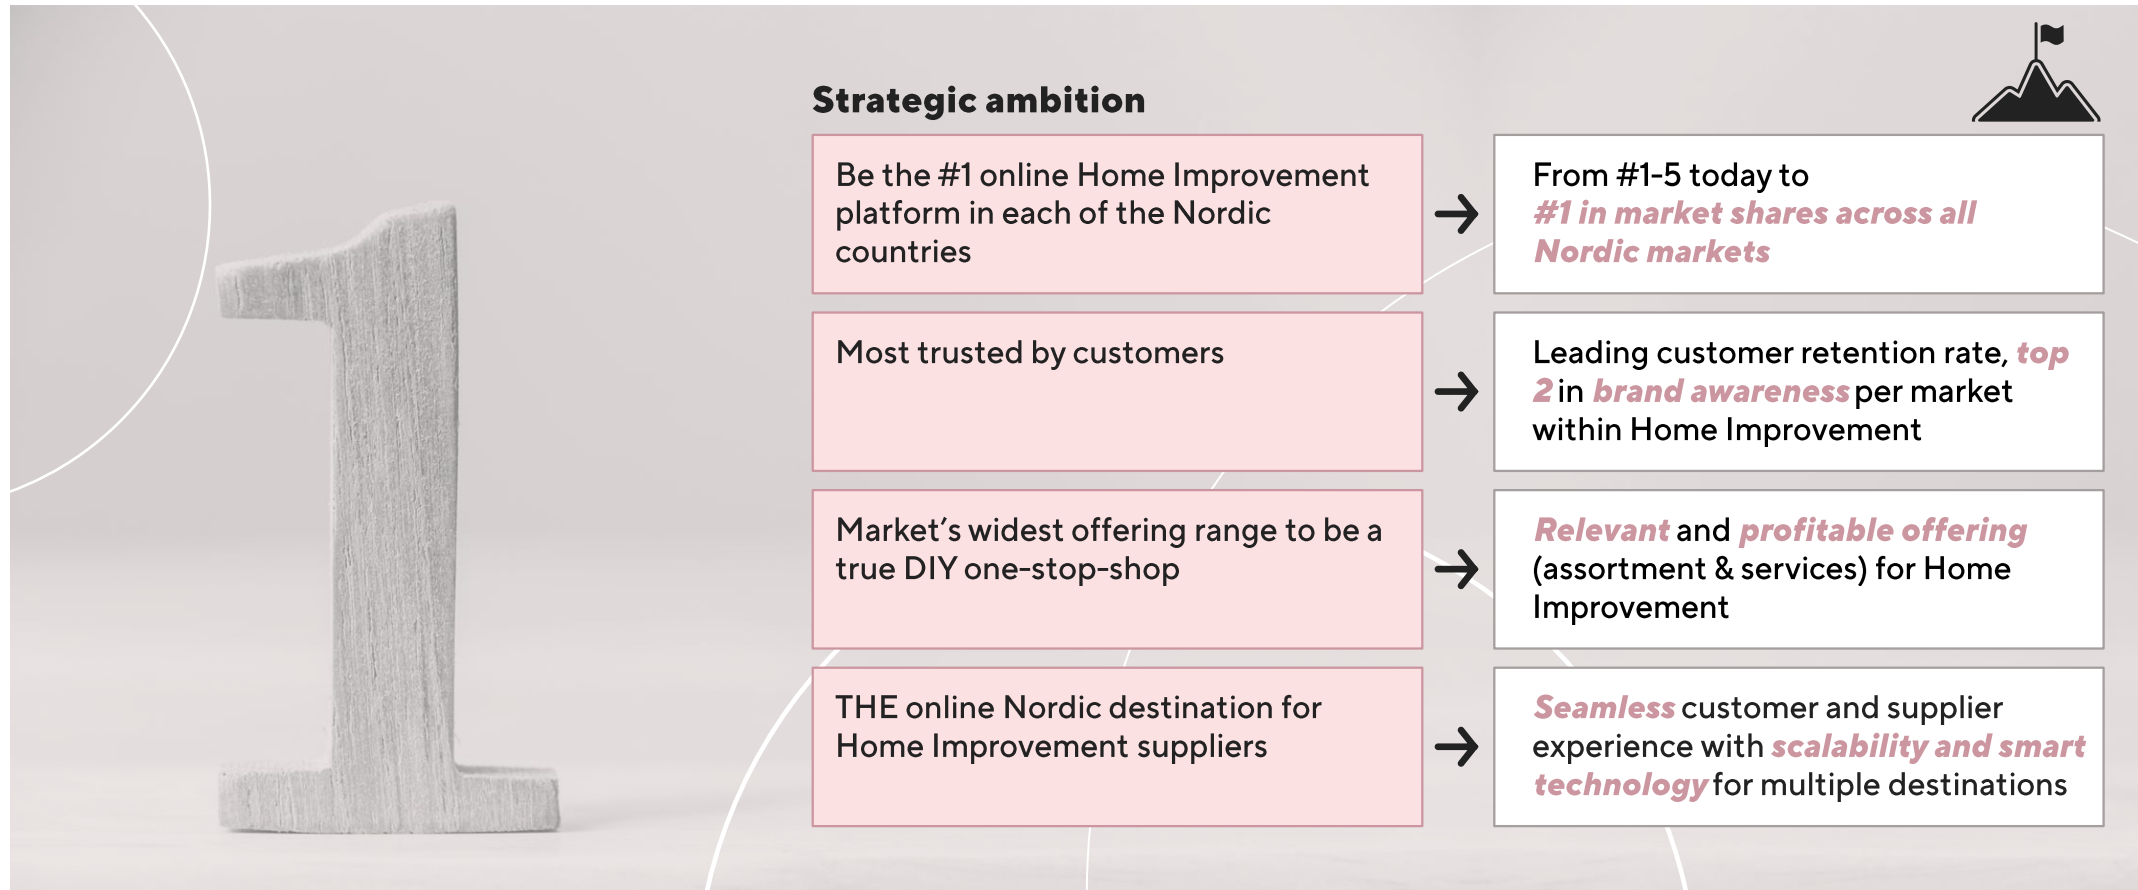 Strategic ambition
Be the #1 online Home Improvement
platform in each of the Nordic
countries
From #1-5 today to
#1 in market shares across all
Nordic markets
Most trusted by customers
Leading customer retention rate, top
2 in brand awareness per market
within Home Improvement
Market’s widest offering range to be a
true DIY one-stop-shop
Relevant and profitable offering
(assortment & services) for Home
Improvement
THE online Nordic destination for
Home Improvement suppliers
Seamless customer and supplier
experience with scalability and smart
technology for multiple destinations
1